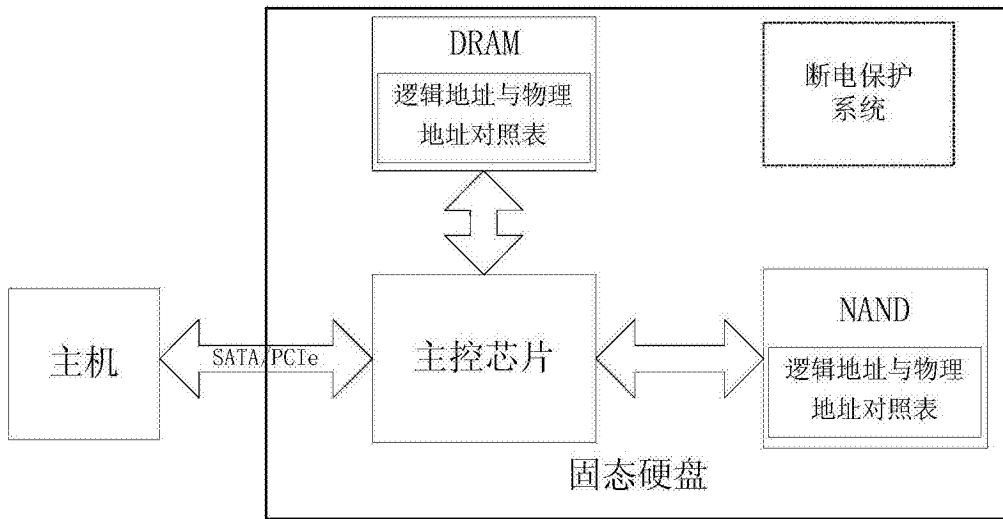 DRAM
逻辑地址与物理
地址对照表
断电保护
系统
主机
SATA/PCIe
主控芯片
NAND
逻辑地址与物理
地址对照表
固态硬盘